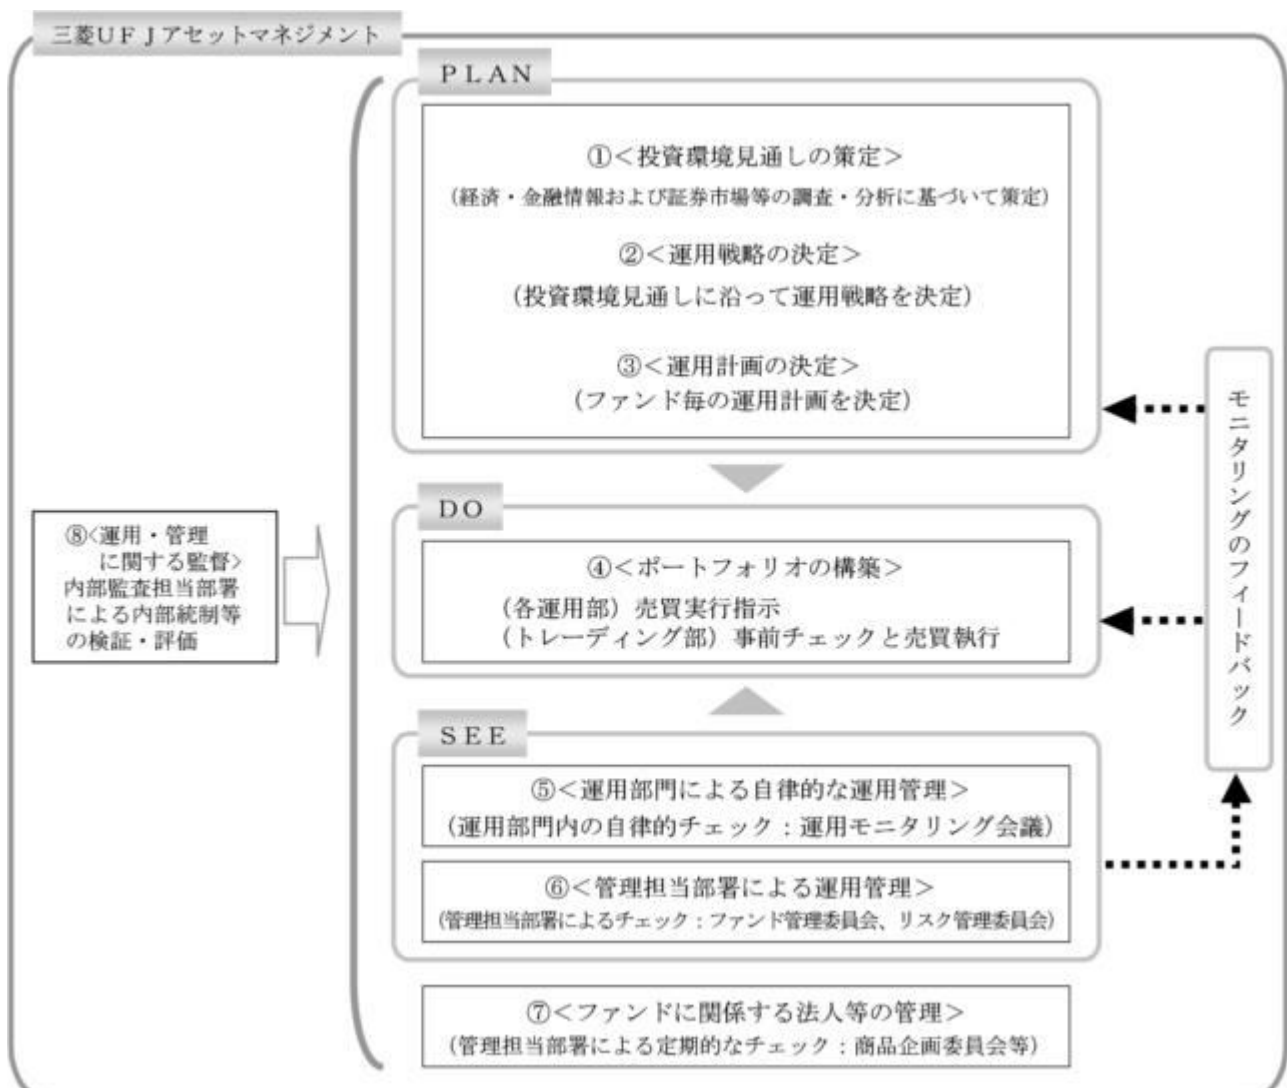 三菱UFJアセットマネジメント
PLAN
①<投資環境見通しの策定>
(経済・金融情報および証券市場等の調査・分析に基づいて策定)
②<運用戦略の決定>
(投資環境見通しに沿って運用戦略を決定)
③<運用計画の決定>
(ファンド毎の運用計画を決定)
DO
④<ポートフォリオの構築>
(各運用部)売買実行指示
(トレーディング部)事前チェックと売買執行
SEE
⑤<運用部門による自律的な運用管理>
(運用部門内の自律的チェック:運用モニタリング会議)
⑥<管理担当部署による運用管理>
(管理担当部署によるチェック:ファンド管理委員会、リスク管理委員会)
⑦<ファンドに関係する法人等の管理>
(管理担当部署による定期的なチェック:商品企画委員会等)
⑧<運用・管理
に関する監督>
内部監査担当部署
による内部統制等
の検証・評価
モニタリングのフィードバック